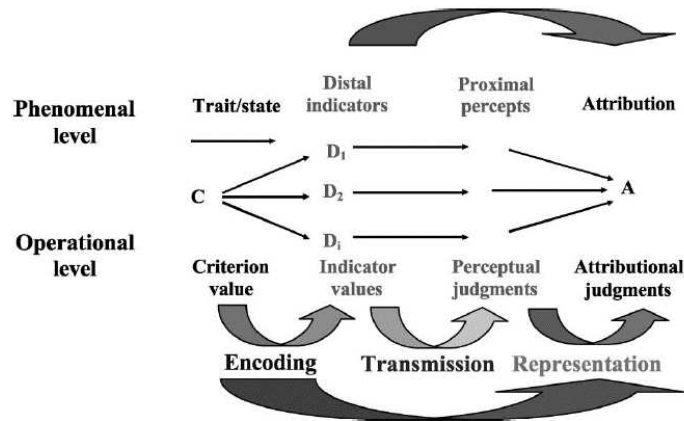 Distal
indicators
Proximal
percepts
Trait/state
Attribution
Phenomenal
level
D1
C
D2
A
Di
Operational
level
Criterion
value
Indicator
values
Perceptual
judgments
Attributional
judgments
Encoding
Transmission
Representation